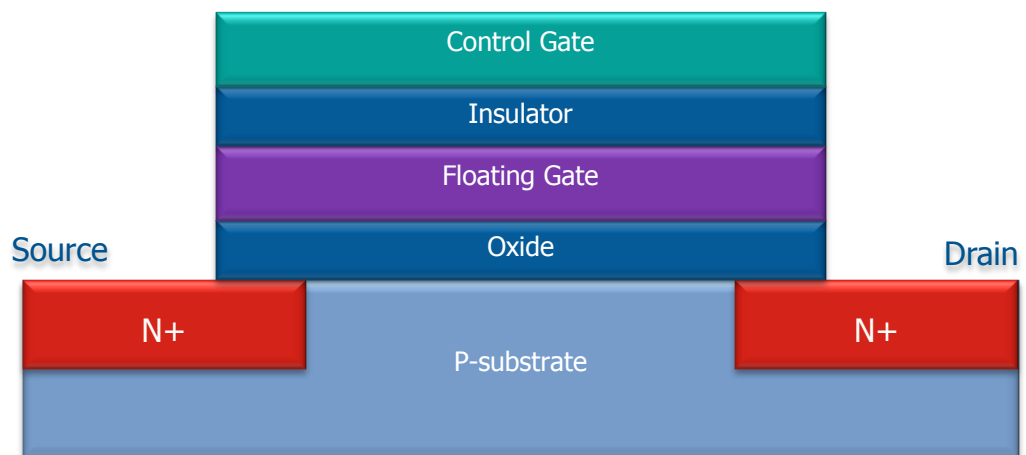 Control Gate
Insulator
Floating Gate
Oxide
Source
Drain
N+
N+
P-substrate